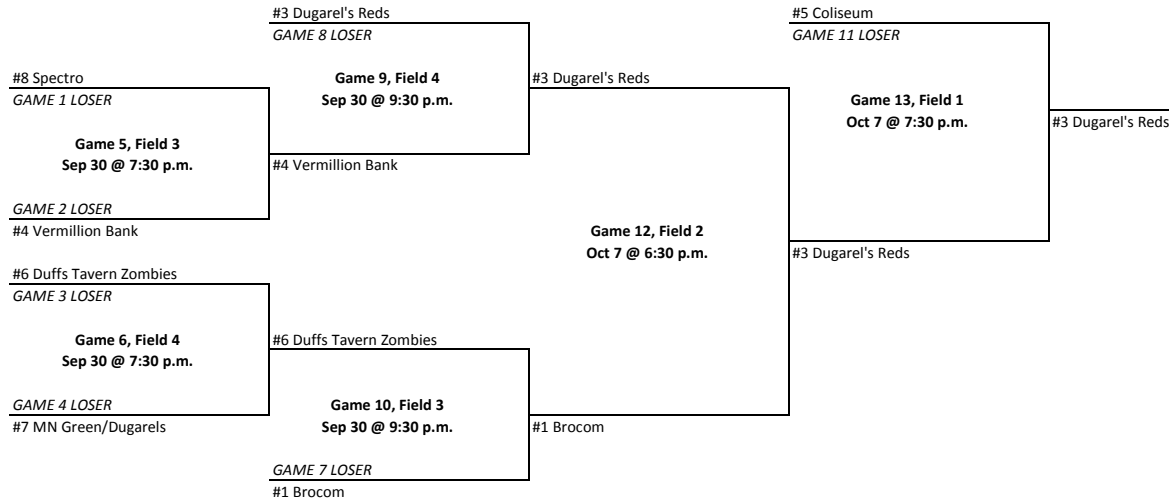 #3 Dugarel's Reds
GAME 8 LOSER
#5 Coliseum
GAME 11 LOSER
#8 Spectro
GAME 1 LOSER
Game 9, Field 4
Sep 30 @ 9:30 p.m.
#3 Dugarel's Reds
Game 13, Field 1
Oct 7 @ 7:30 p.m.
#3 Dugarel's Reds
Game 5, Field 3
Sep 30 @ 7:30 p.m.
#4 Vermillion Bank
GAME 2 LOSER
#4 Vermillion Bank
Game 12, Field 2
Oct 7 @ 6:30 p.m.
#3 Dugarel's Reds
#6 Duffs Tavern Zombies
GAME 3 LOSER
Game 6, Field 4
Sep 30 @ 7:30 p.m.
#6 Duffs Tavern Zombies
GAME 4 LOSER
#7 MN Green/Dugarels
Game 10, Field 3
Sep 30 @ 9:30 p.m.
#1 Brocom
GAME 7 LOSER
#1 Brocom